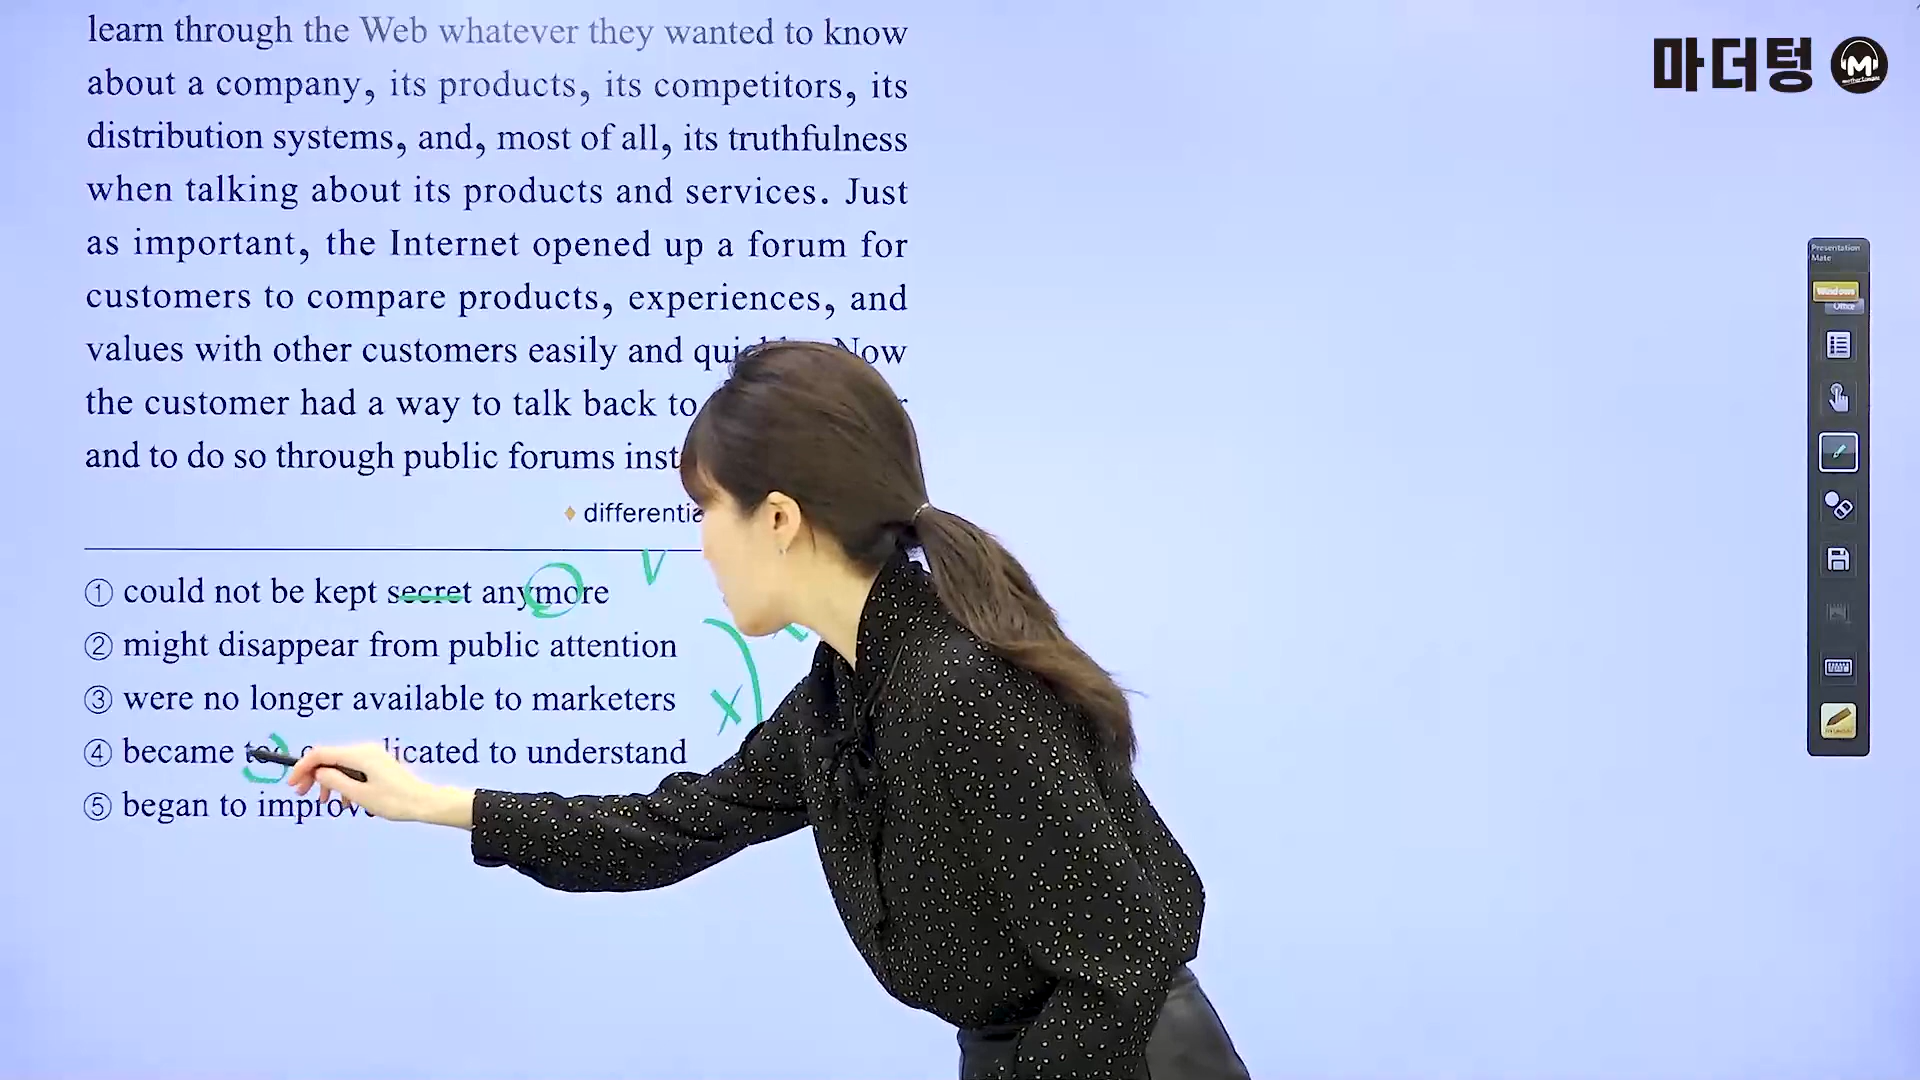 learn through the Web whatever they wanted to know
about a company, its products, its competitors, its
distribution systems, and, most of all, its truthfulness
when talking about its products and services. Just
as important, the Internet opened up a forum for
customers to compare products, experiences, and
values with other customers easily and Now
the customer had a way to talk back to
and to do so through public forums
① could not be kept secret anymore
② might disappear from public attention
③ were no longer available to marketers
④ became to understand
⑤ began to
마더텅 M
Presentation
Mate
Windows
Office